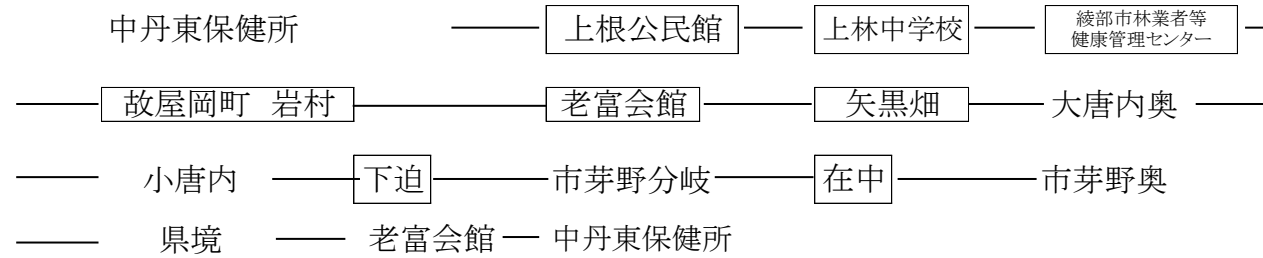 中丹東保健所 上根公民館 上林中学校 綾部市林業者等
健康管理センター
故屋岡町 岩村 老富会館 矢黒畑 大唐内奥
小唐内 下迫 市芽野分岐 在中 市芽野奥
県境 老富会館 中丹東保健所